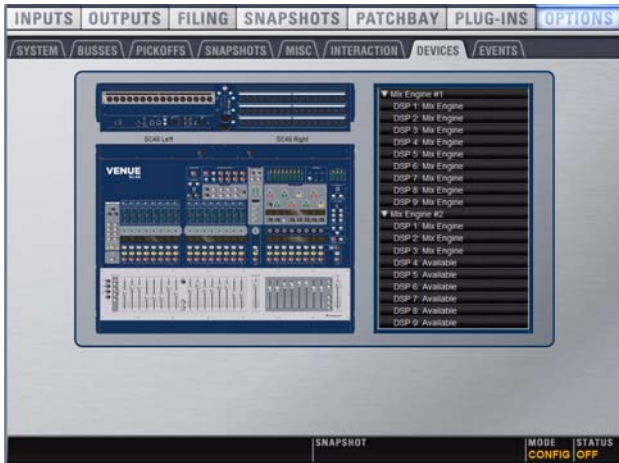 INPUTS OUTPUTS FILING SNAPSHOTS PATCHBAY PLUG-INS OPTIONS
SYSTEM BUSSES PICKOFFS SNAPSHOTS MISC INTERACTION DEVICES EVENTS
SC48 Left SC48 Right
VENUE
SC48
▼ Mix Engine #1
DSP 1: Mix Engine
DSP 2: Mix Engine
DSP 3: Mix Engine
DSP 4: Mix Engine
DSP 5: Mix Engine
DSP 6: Mix Engine
DSP 7: Mix Engine
DSP 8: Mix Engine
DSP 9: Mix Engine
▼ Mix Engine #2
DSP 1: Mix Engine
DSP 2: Mix Engine
DSP 3: Mix Engine
DSP 4: Available
DSP 5: Available
DSP 6: Available
DSP 7: Available
DSP 8: Available
DSP 9: Available
SNAPSHOT MODE STATUS
CONFIG OFF